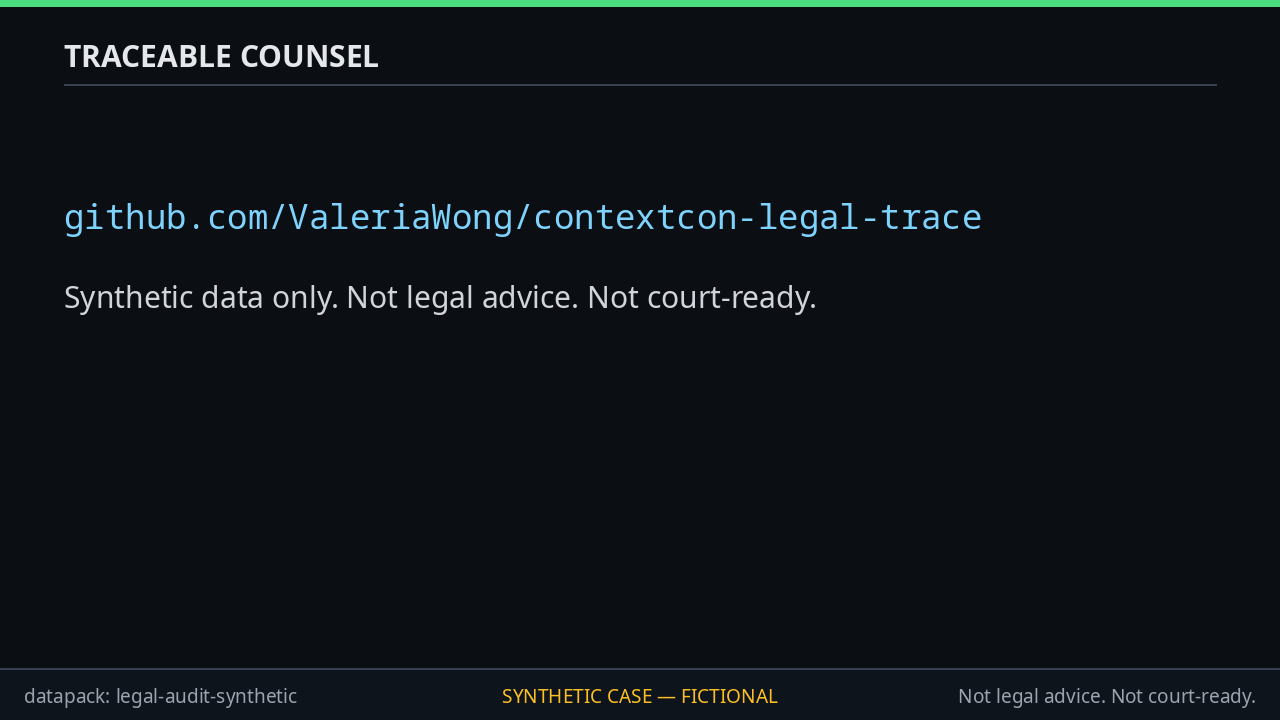 TRACEABLE COUNSEL
github.com/ValeriaWong/contextcon-legal-trace
Synthetic data only. Not legal advice. Not court-ready.
datapack: legal-audit-synthetic
SYNTHETIC CASE — FICTIONAL
Not legal advice. Not court-ready.